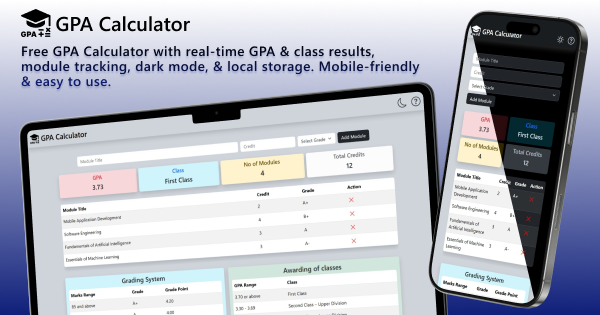 GPA Calculator
GPA
Free GPA Calculator with real-time GPA & class results,
module tracking, dark mode, & local storage. Mobile-friendly
& easy to use.
GPA Calculator
Module Title
Credit
Select Grade
Add Module
GPA
3.73
Class
First Class
No of Modules
4
Total Credits
12
Module Title Credit Grade Action
Mobile Application Development 2 A+
Software Engineering 4 B+
Fundamentals of Artificial Intelligence 3 A
Essentials of Machine Learning 3 A-
Grading System
Marks Range Grade Grade Point
85 and above A+ 4.20
4.00
Awarding of classes
GPA Range Class
3.70 or above First Class
3.30 - 3.69 Second Class - Upper Division
GPA Calculator
Module Title
Credit
Select Grade
Add Module
GPA
3.73
Class
First Class
No of Modules
4
Total Credits
12
Module Title Credit Grade Action
Mobile Application
Development 2 A+
Software Engineering 4 B+
Fundamentals of
Artificial Intelligence 3 A
Essentials of Machine
Learning 3 A-
Grading System
Marks Range Grade Grade Point